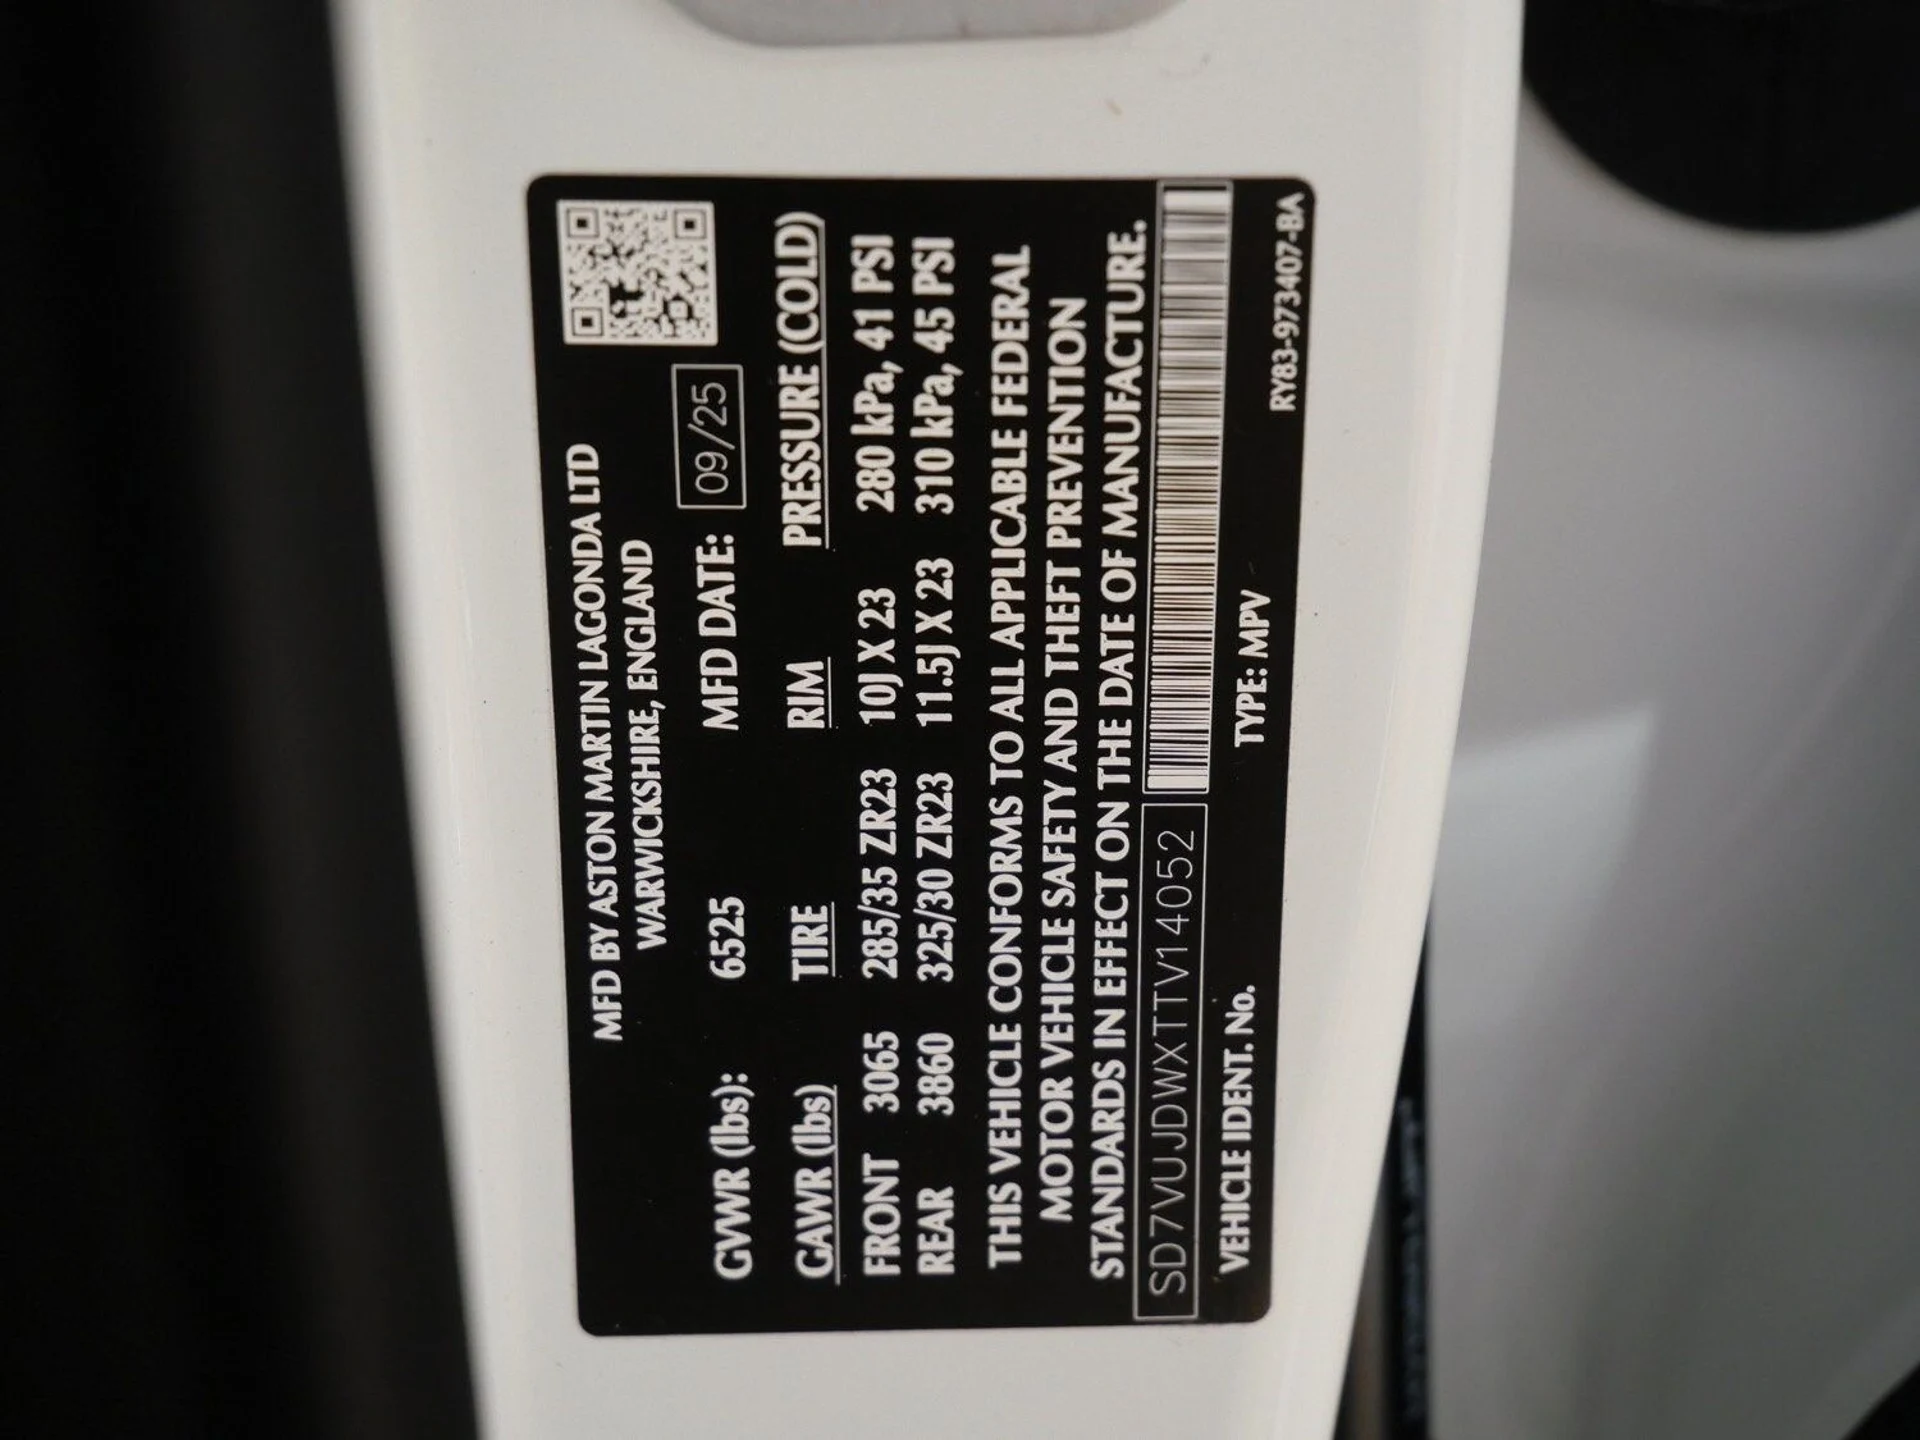 MFD BY ASTON MARTIN LAGONDA LTD
WARWICKSHIRE, ENGLAND
GVWR (lbs): 6525 MFD DATE: 09/25
GAWR (lbs) TIRE RIM PRESSURE (COLD)
FRONT 3065 285/35 ZR23 10J X 23 280 kPa, 41 PSI
REAR 3860 325/30 ZR23 11.5J X 23 310 kPa, 45 PSI
THIS VEHICLE CONFORMS TO ALL APPLICABLE FEDERAL
MOTOR VEHICLE SAFETY AND THEFT PREVENTION
STANDARDS IN EFFECT ON THE DATE OF MANUFACTURE.
SD7VUJDWXTTV14052
VEHICLE IDENT. No. TYPE: MPV
RY83-973407-BA